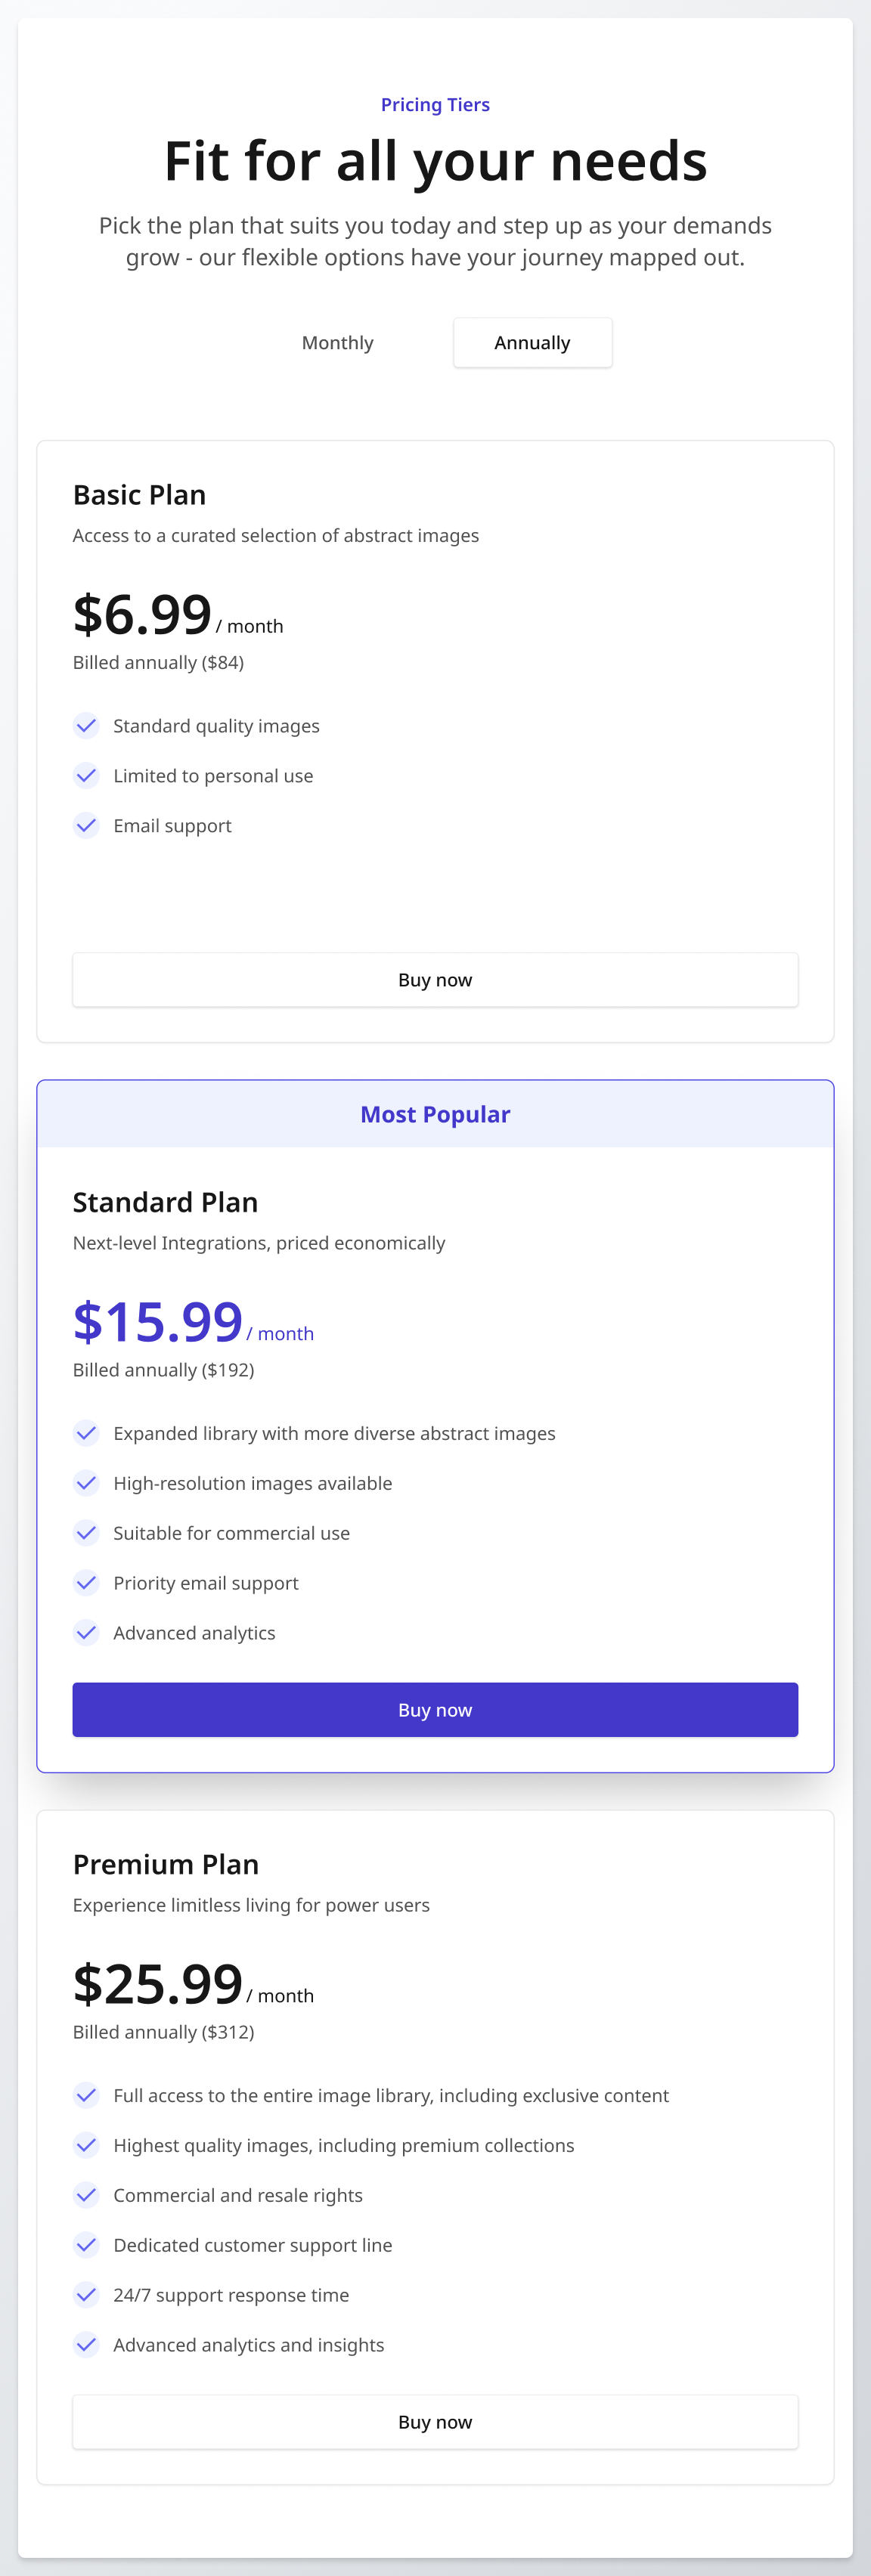 Pricing Tiers
Fit for all your needs
Pick the plan that suits you today and step up as your demands
grow - our flexible options have your journey mapped out.
Monthly
Annually
Basic Plan
Access to a curated selection of abstract images
$6.99 / month
Billed annually ($84)
Standard quality images
Limited to personal use
Email support
Buy now
Most Popular
Standard Plan
Next-level Integrations, priced economically
$15.99 / month
Billed annually ($192)
Expanded library with more diverse abstract images
High-resolution images available
Suitable for commercial use
Priority email support
Advanced analytics
Buy now
Premium Plan
Experience limitless living for power users
$25.99 / month
Billed annually ($312)
Full access to the entire image library, including exclusive content
Highest quality images, including premium collections
Commercial and resale rights
Dedicated customer support line
24/7 support response time
Advanced analytics and insights
Buy now